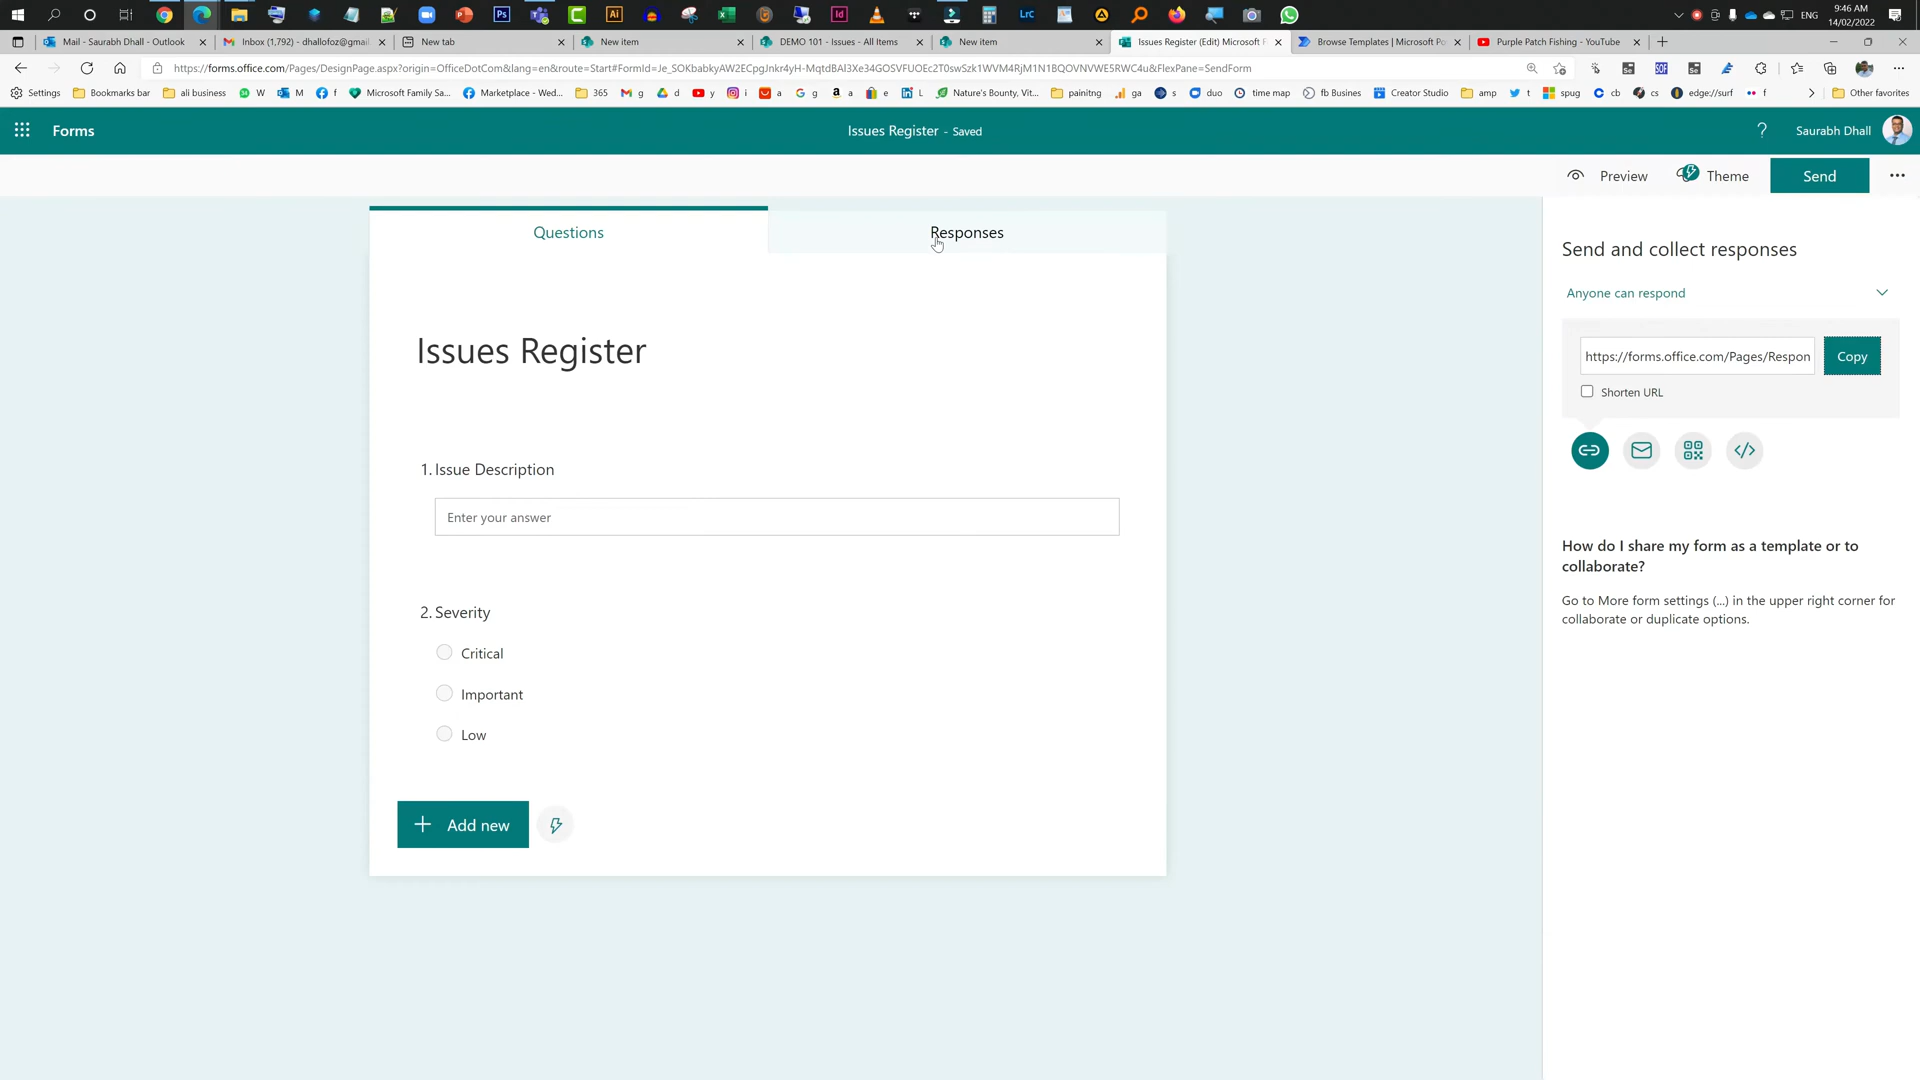 9:46 AM
ENG
14/02/2022
Mail - Saurabh Dhall - Outlook
Inbox (1,792) - dhallofoz@gmail
New tab
New item
DEMO 101 - Issues - All Items
New item
Issues Register (Edit) Microsoft F
Browse Templates | Microsoft Po
Purple Patch Fishing - YouTube
https://forms.office.com/Pages/DesignPage.aspx?origin=OfficeDotCom&lang=en&route=Start#FormId=Je_SOKbabkyAW2ECpgJnkr4yH-MqtdBAI3Xe34GOSVFUOEc2T0swSzk1WVM4RjM1N1BQOVNVWE5RWC4u&FlexPane=SendForm
Settings
Bookmarks bar
ali business
W
M
f
Microsoft Family Sa...
Marketplace - Wed...
365
g
d
y
i
a
g
a
e
L
Nature's Bounty, Vit...
painitng
ga
s
duo
time map
fb Busines
Creator Studio
amp
t
spug
cb
cs
edge://surf
f
Other favorites
Forms
Issues Register - Saved
?
Saurabh Dhall
Preview
Theme
Send
Questions
Responses
Issues Register
1. Issue Description
Enter your answer
2. Severity
Critical
Important
Low
Add new
Send and collect responses
Anyone can respond
https://forms.office.com/Pages/Respon
Copy
Shorten URL
How do I share my form as a template or to
collaborate?
Go to More form settings (...) in the upper right corner for
collaborate or duplicate options.